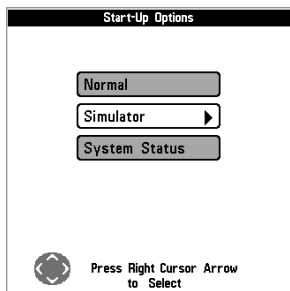 Start-Up Options
Normal
Simulator
System Status
Press Right Cursor Arrow
to Select